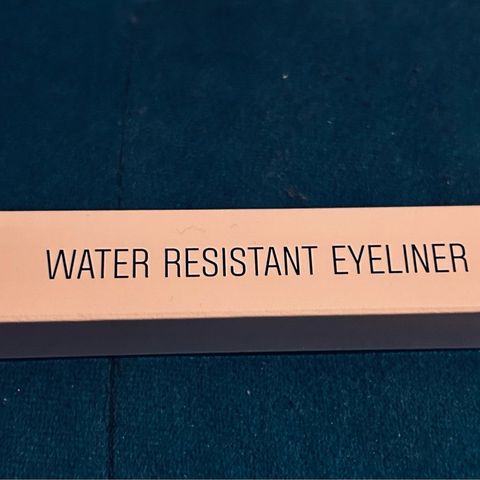 WATER RESISTANT EYELINER